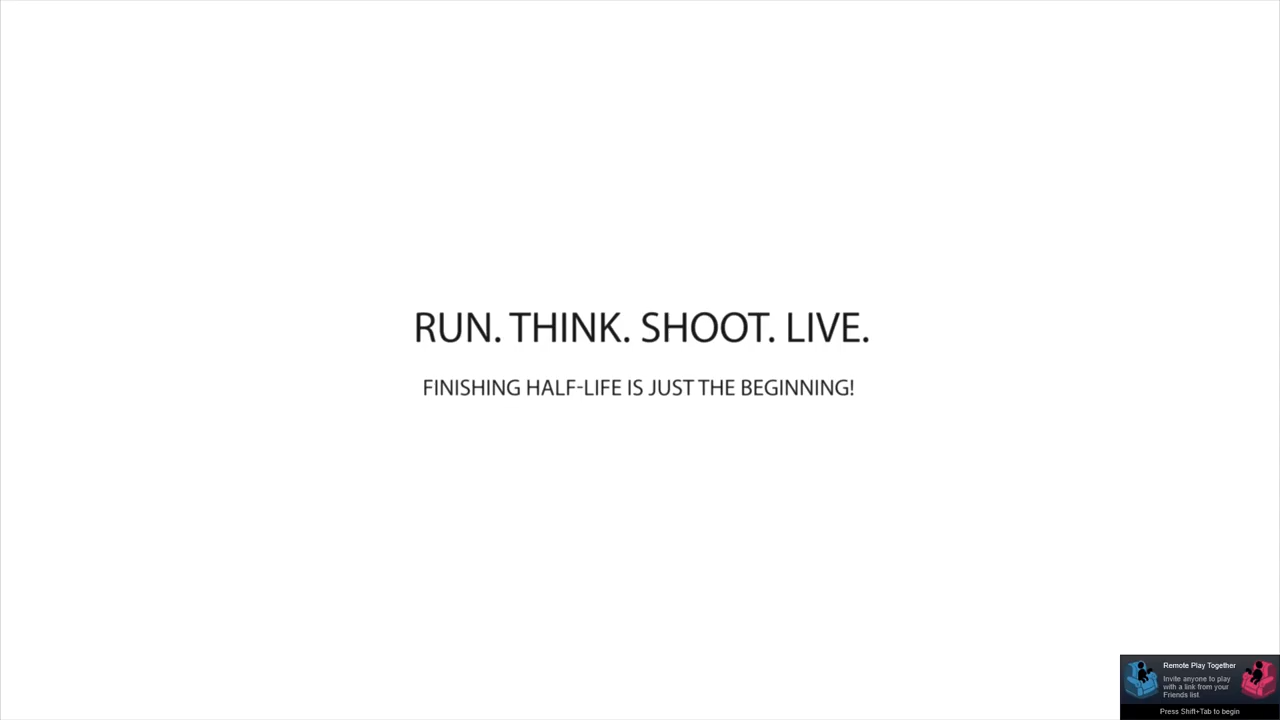 RUN. THINK. SHOOT. LIVE.
FINISHING HALF-LIFE IS JUST THE BEGINNING!
Remote Play Together
Invite anyone to play
with a link from your
Friends list
Press Shift+Tab to begin